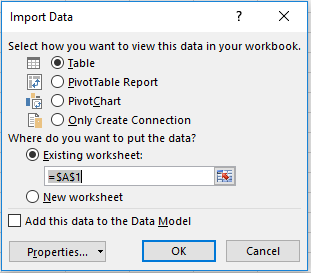 Import Data
Select how you want to view this data in your workbook.
Table
PivotTable Report
PivotChart
Only Create Connection
Where do you want to put the data?
Existing worksheet:
=$A$1
New worksheet
Add this data to the Data Model
Properties...
OK
Cancel